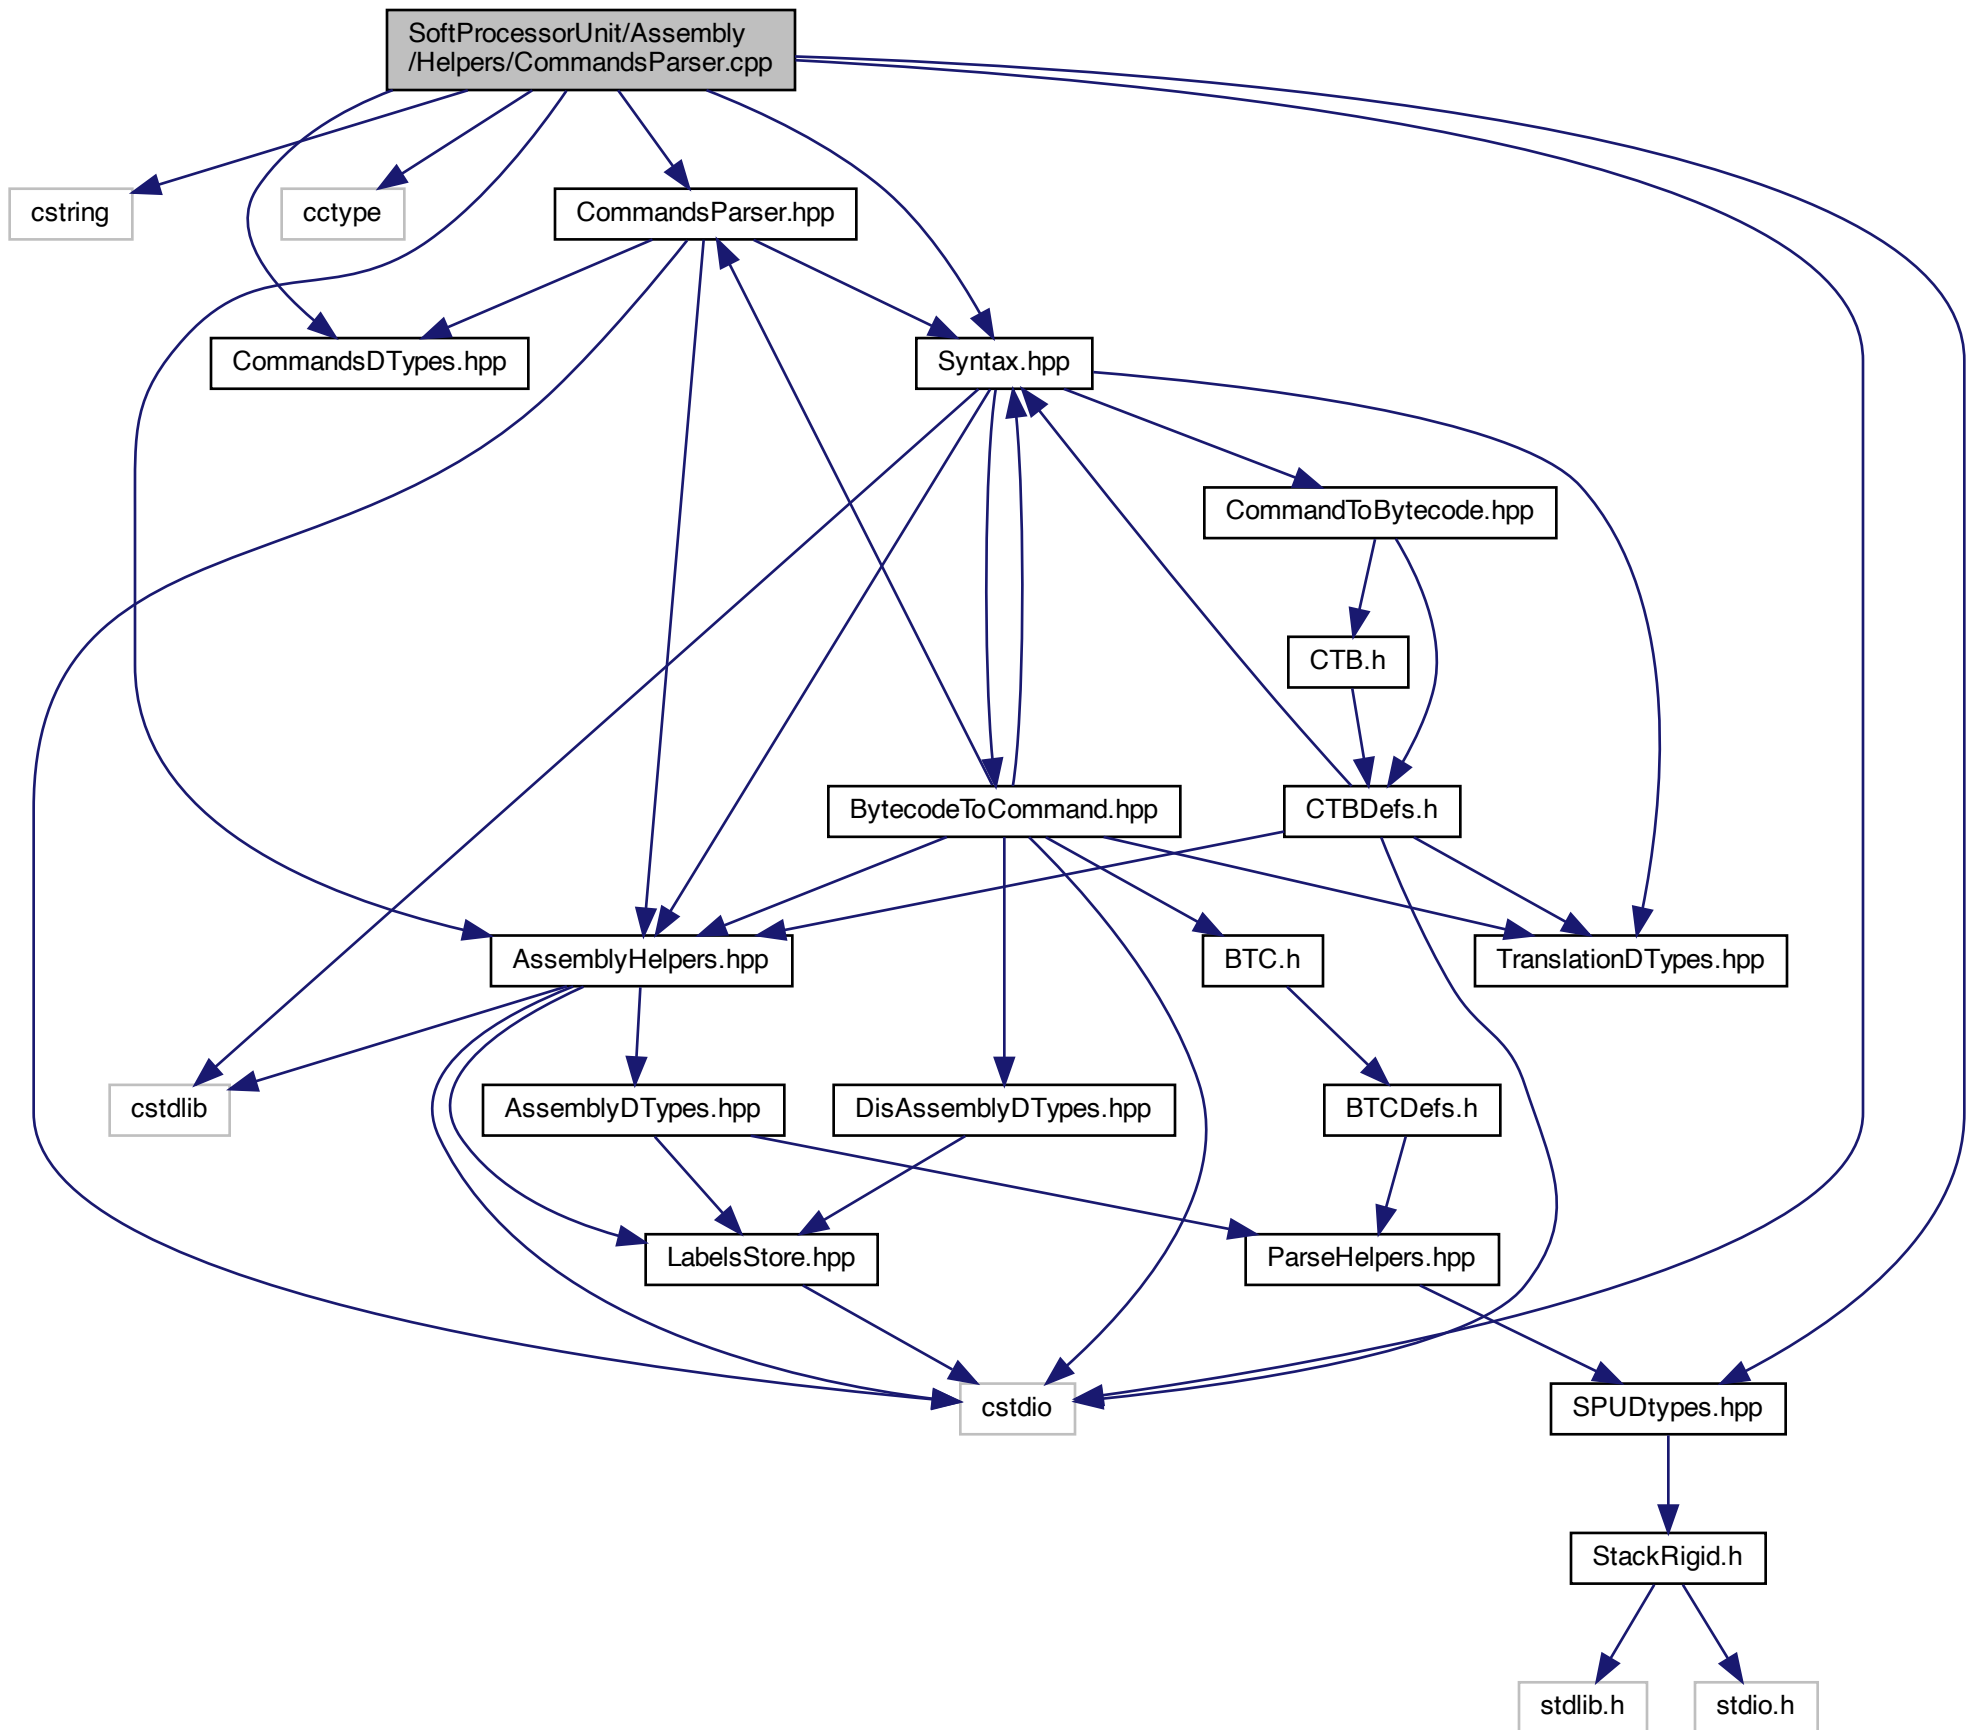 SoftProcessorUnit/Assembly
/Helpers/CommandsParser.cpp
cstring
cctype
CommandsParser.hpp
CommandsDTypes.hpp
Syntax.hpp
CommandToBytecode.hpp
CTB.h
BytecodeToCommand.hpp
CTBDefs.h
AssemblyHelpers.hpp
BTC.h
TranslationDTypes.hpp
cstdlib
AssemblyDTypes.hpp
DisAssemblyDTypes.hpp
BTCDefs.h
LabelsStore.hpp
ParseHelpers.hpp
cstdio
SPUDtypes.hpp
StackRigid.h
stdlib.h
stdio.h